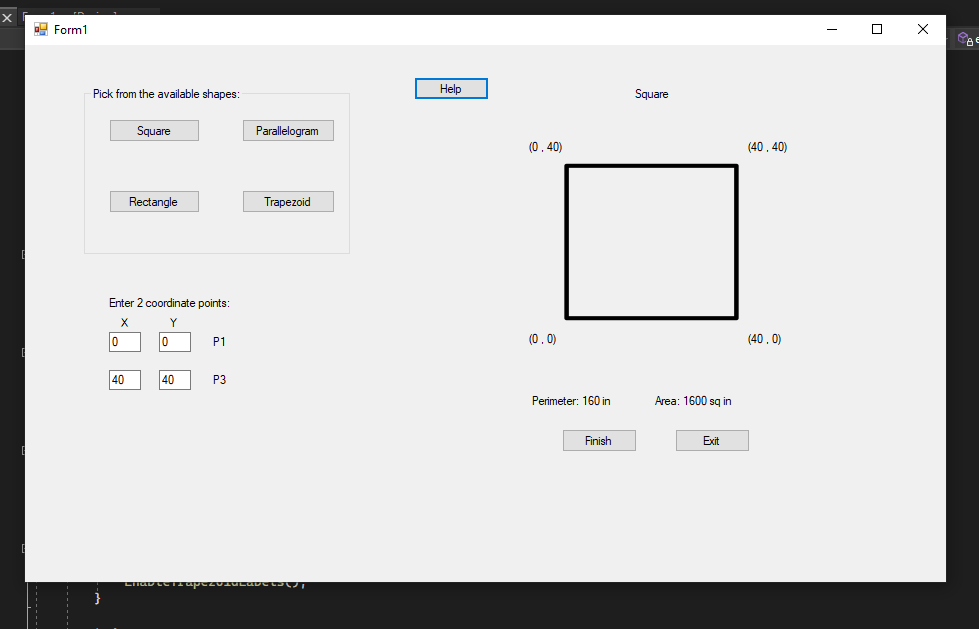 Form1
Pick from the available shapes:
Square
Parallelogram
Rectangle
Trapezoid
Help
Square
(0 , 40)
(40 , 40)
(0 , 0)
(40 , 0)
Enter 2 coordinate points:
X Y
0 0 P1
40 40 P3
Perimeter: 160 in
Area: 1600 sq in
Finish
Exit
}